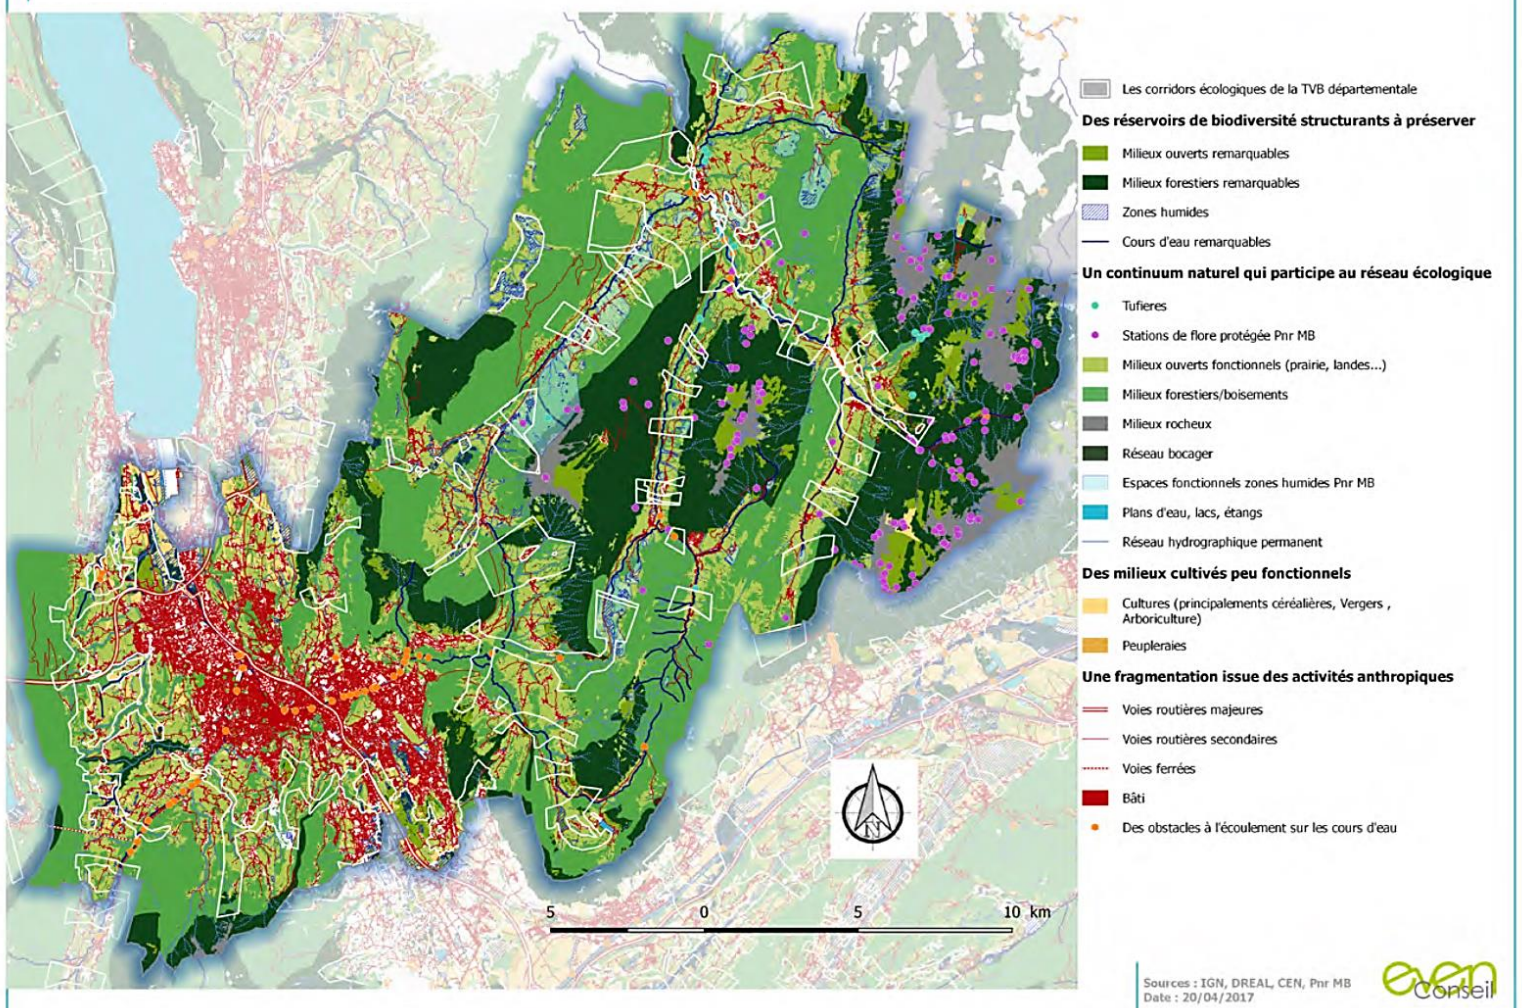 Les corridors écologiques de la TVB départementale
Des réservoirs de biodiversité structurants à préserver
Milieux ouverts remarquables
Milieux forestiers remarquables
Zones humides
Cours d'eau remarquables
Un continuum naturel qui participe au réseau écologique
Tufieres
Stations de flore protégée Pnr MB
Milieux ouverts fonctionnels (prairie, landes...)
Milieux forestiers/boisements
Milieux rocheux
Réseau bocager
Espaces fonctionnels zones humides Pnr MB
Plans d'eau, lacs, étangs
Réseau hydrographique permanent
Des milieux cultivés peu fonctionnels
Cultures (principalements céréalières, Vergers ,
Arboriculture)
Peupleraies
Une fragmentation issue des activités anthropiques
Voies routières majeures
Voies routières secondaires
Voies ferrées
Bâti
Des obstacles à l'écoulement sur les cours d'eau
N
5 0 5 10 km
Sources : IGN, DREAL, CEN, Pnr MB
Date : 20/04/2017
even
Conseil